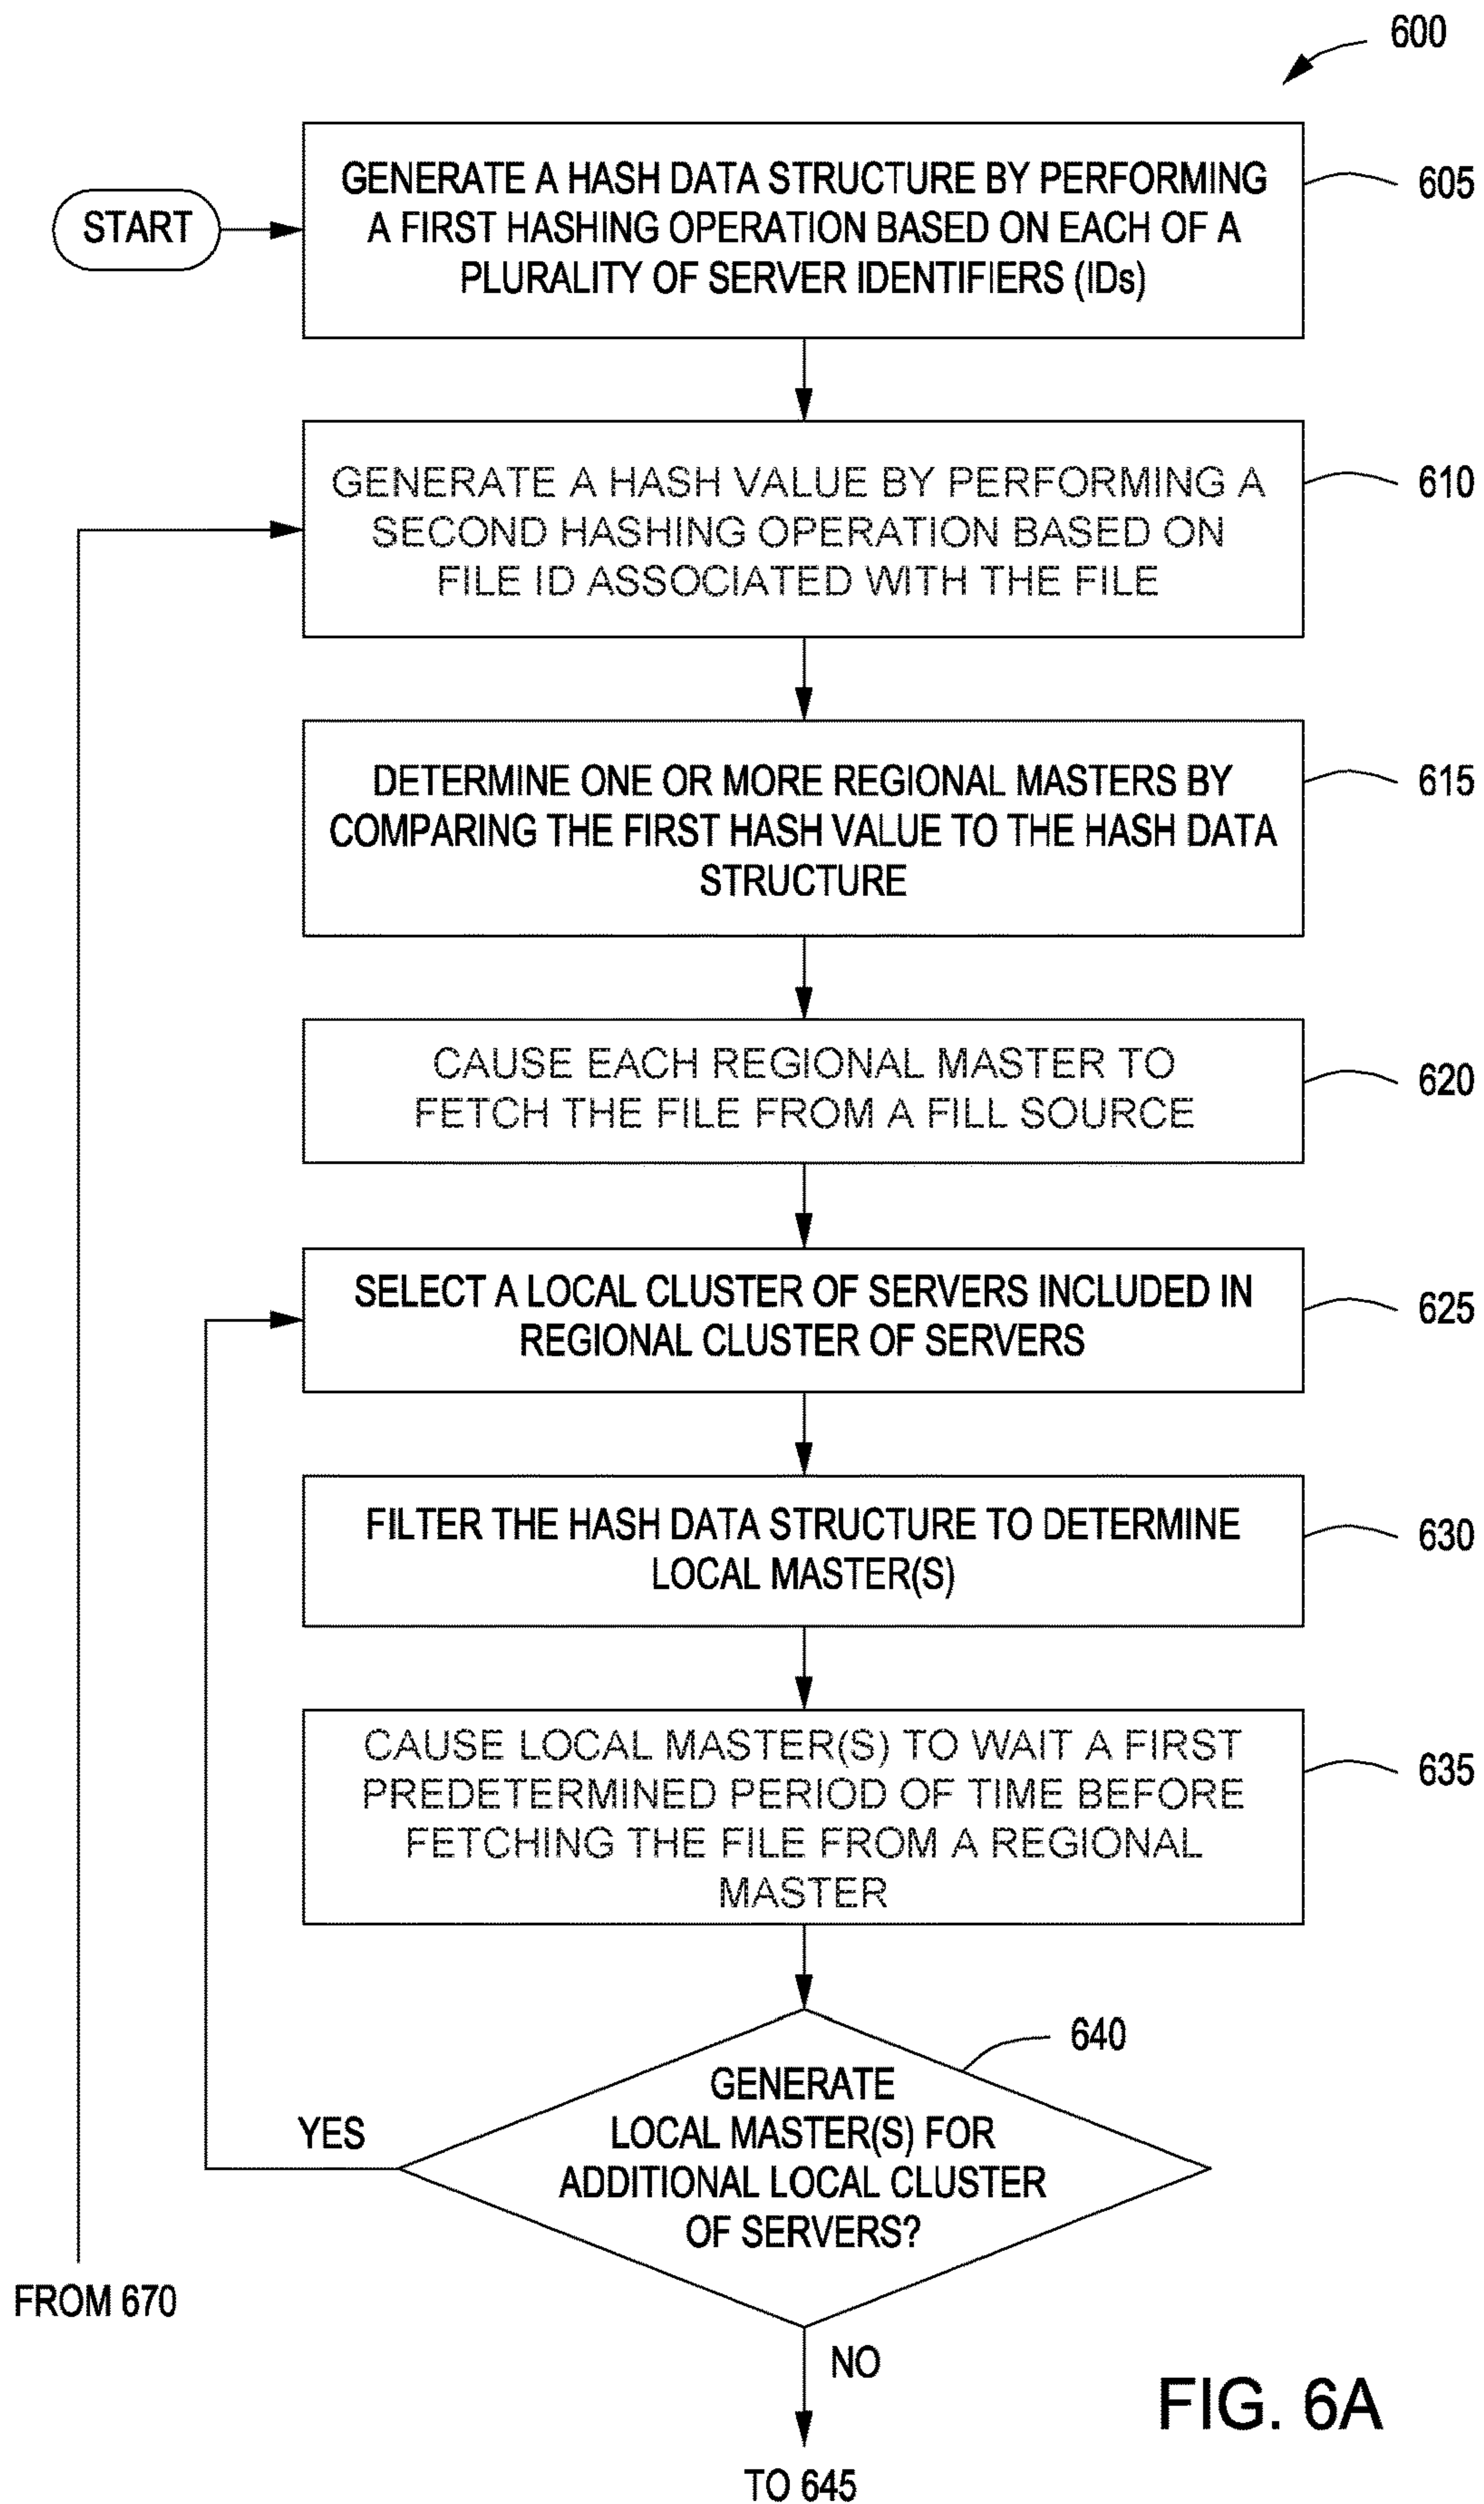 600
START
GENERATE A HASH DATA STRUCTURE BY PERFORMING
A FIRST HASHING OPERATION BASED ON EACH OF A
PLURALITY OF SERVER IDENTIFIERS (IDs)
605
GENERATE A HASH VALUE BY PERFORMING A
SECOND HASHING OPERATION BASED ON
FILE ID ASSOCIATED WITH THE FILE
610
DETERMINE ONE OR MORE REGIONAL MASTERS BY
COMPARING THE FIRST HASH VALUE TO THE HASH DATA
STRUCTURE
615
CAUSE EACH REGIONAL MASTER TO
FETCH THE FILE FROM A FILL SOURCE
620
SELECT A LOCAL CLUSTER OF SERVERS INCLUDED IN
REGIONAL CLUSTER OF SERVERS
625
FILTER THE HASH DATA STRUCTURE TO DETERMINE
LOCAL MASTER(S)
630
CAUSE LOCAL MASTER(S) TO WAIT A FIRST
PREDETERMINED PERIOD OF TIME BEFORE
FETCHING THE FILE FROM A REGIONAL
MASTER
635
640
GENERATE
LOCAL MASTER(S) FOR
ADDITIONAL LOCAL CLUSTER
OF SERVERS?
YES
FROM 670
NO
TO 645
FIG. 6A